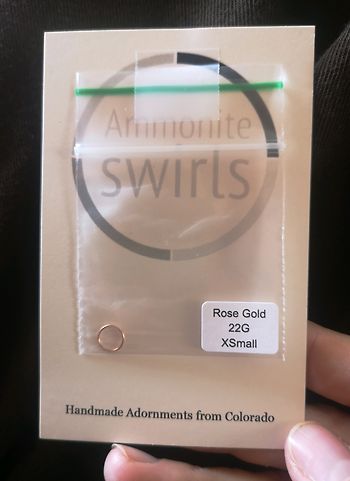 Ammonite
swirls
Rose Gold
22G
XSmall
Handmade Adornments from Colorado